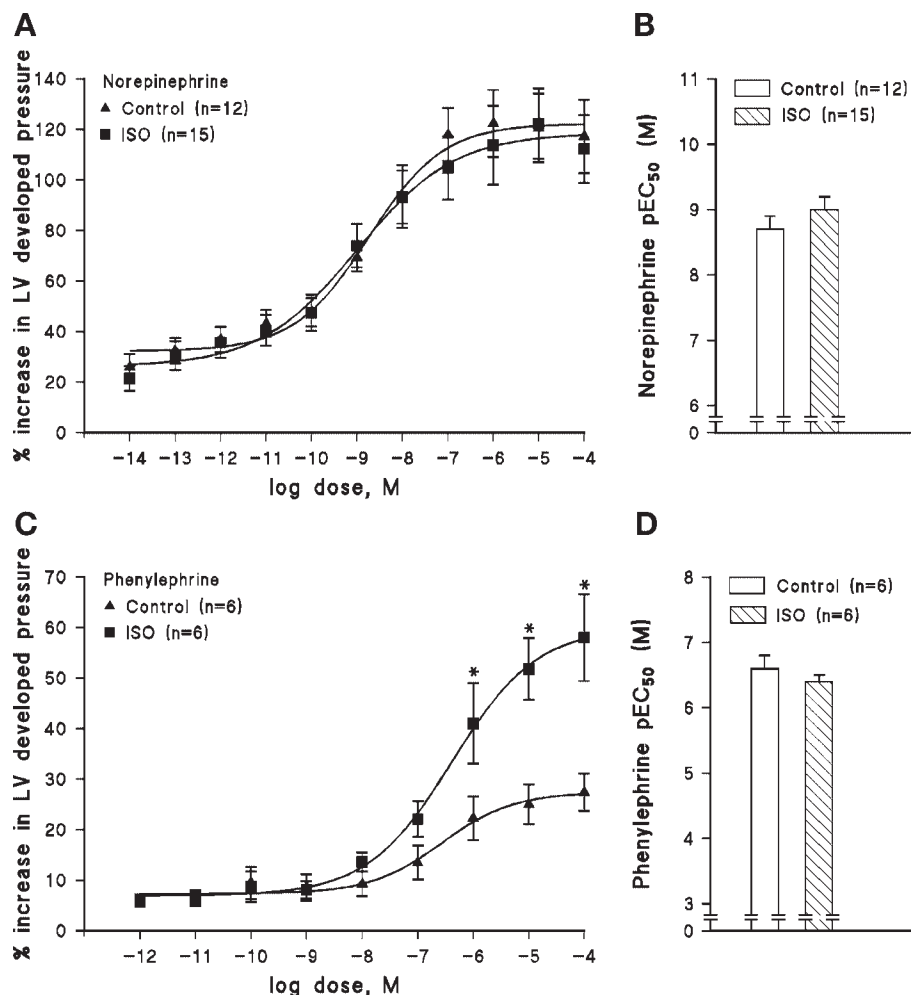 A
% increase in LV developed pressure
140
120
100
80
60
40
20
0
Norepinephrine
▲ Control (n=12)
■ ISO (n=15)
−14 −13 −12 −11 −10 −9 −8 −7 −6 −5 −4
log dose, M
B
Norepinephrine pEC50 (M)
11
10
9
8
7
6
0
Control (n=12)
ISO (n=15)
C
% increase in LV developed pressure
70
60
50
40
30
20
10
0
Phenylephrine
▲ Control (n=6)
■ ISO (n=6)
*
*
*
−12 −11 −10 −9 −8 −7 −6 −5 −4
log dose, M
D
Phenylephrine pEC50 (M)
8
7
6
5
4
3
0
Control (n=6)
ISO (n=6)